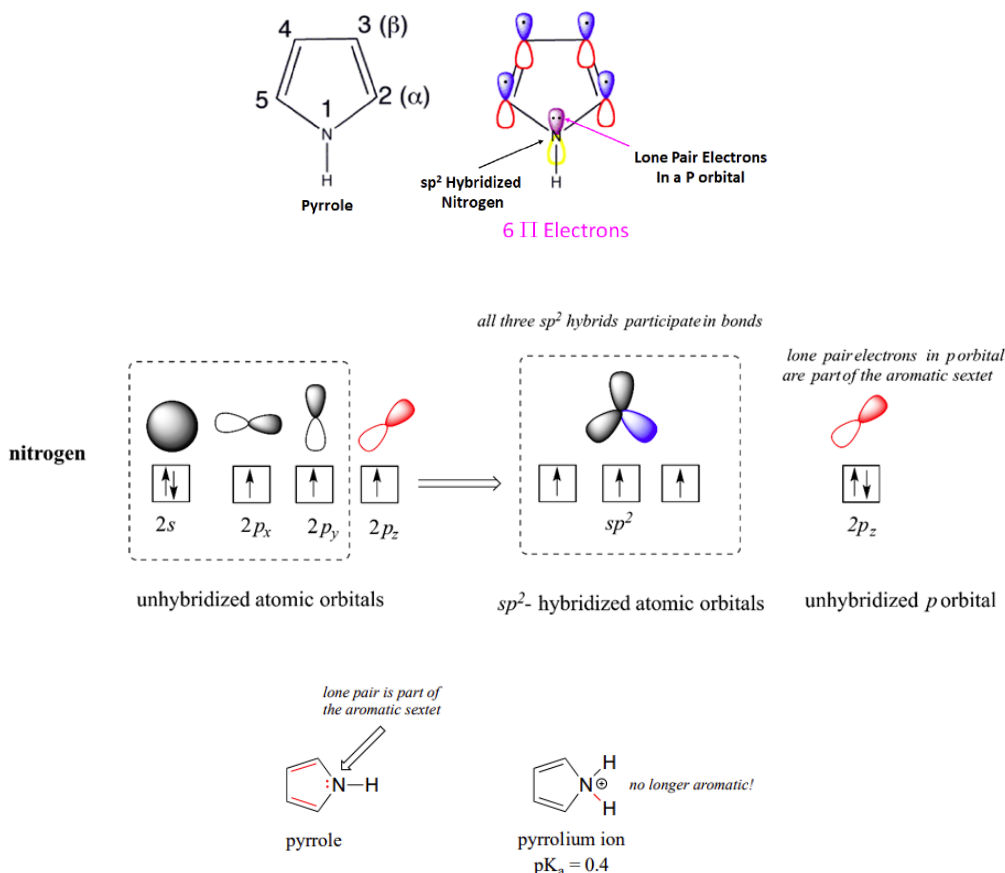 4
3 (β)
5
1
2 (α)
N
H
Pyrrole
N
H
sp² Hybridized
Nitrogen
Lone Pair Electrons
In a P orbital
6 Π Electrons
all three sp² hybrids participate in bonds
lone pair electrons in p orbital
are part of the aromatic sextet
nitrogen
2s
2pₓ
2p_y
2p_z
sp²
2p_z
unhybridized atomic orbitals
sp²- hybridized atomic orbitals
unhybridized p orbital
lone pair is part of
the aromatic sextet
:N—H
pyrrole
H
N⊕
H
no longer aromatic!
pyrrolium ion
pKₐ = 0.4